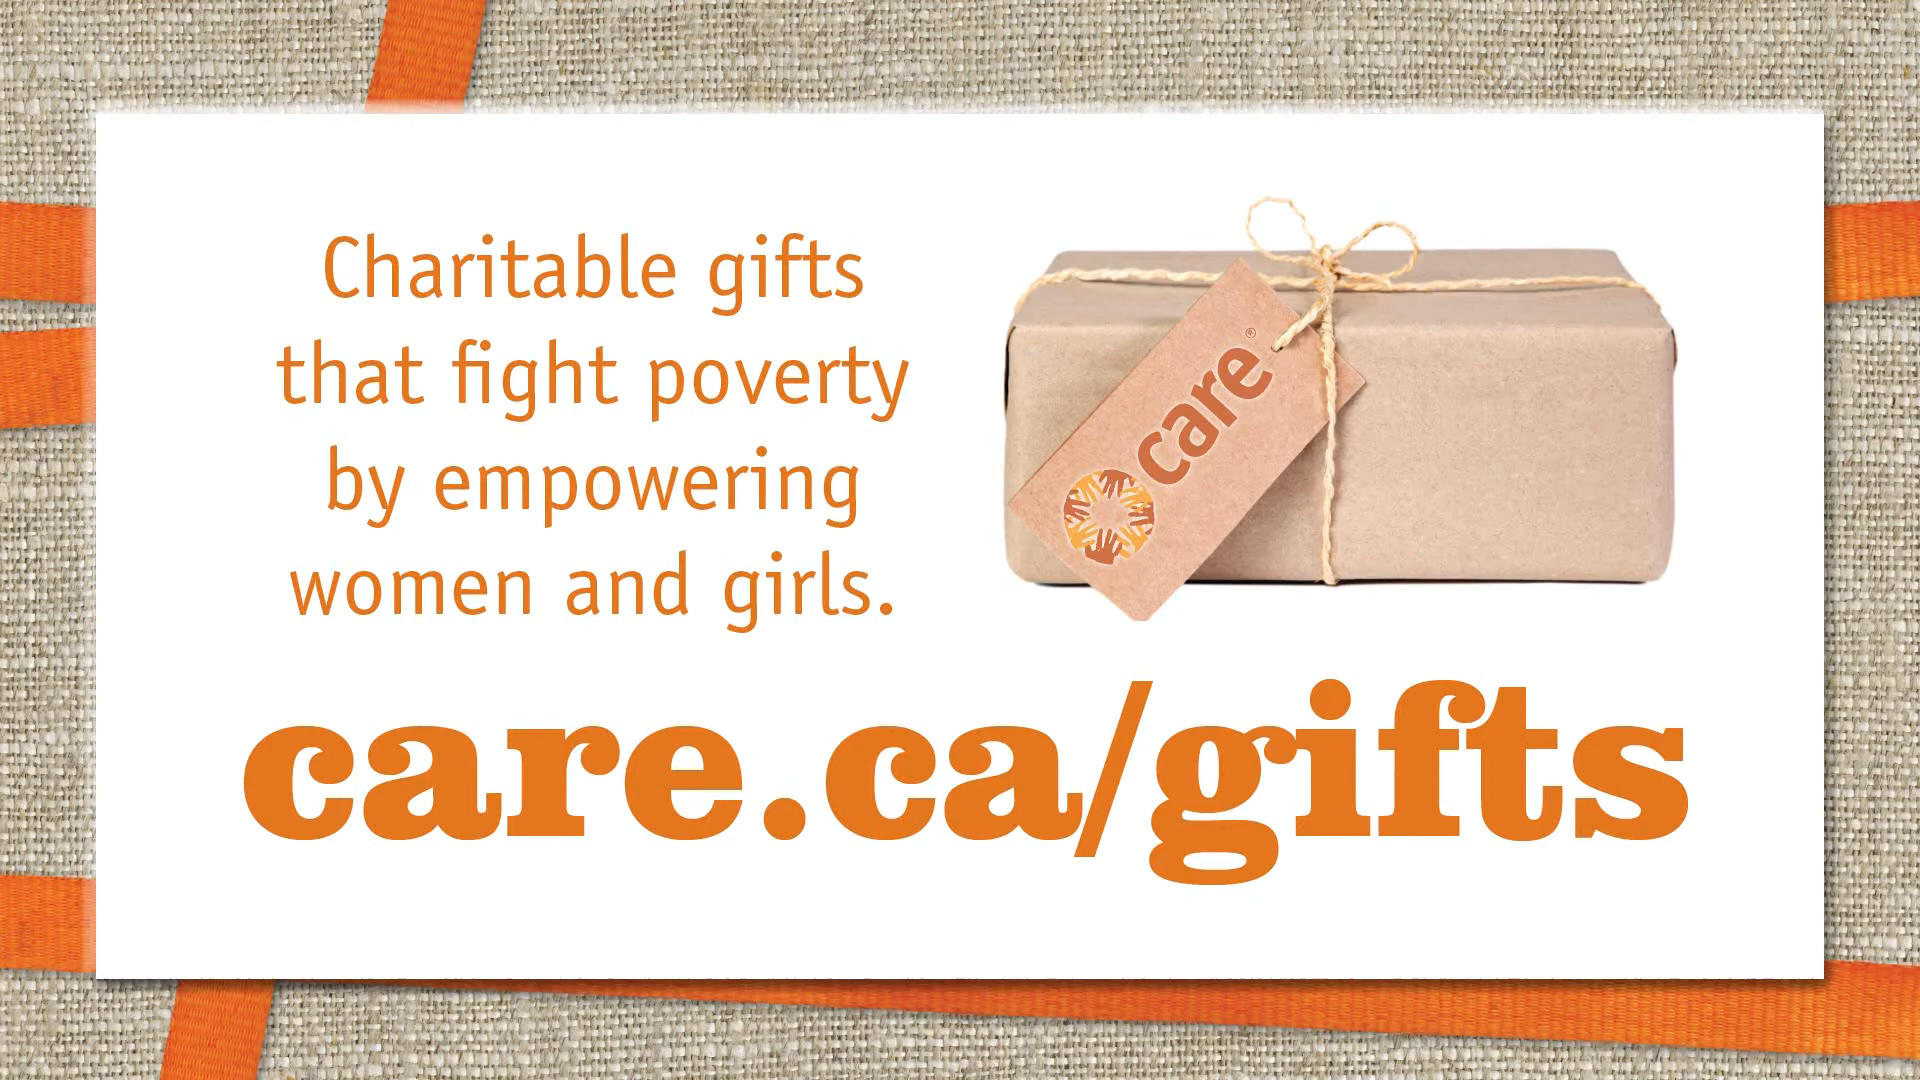 Charitable gifts
that fight poverty
by empowering
women and girls.
care®
care.ca/gifts